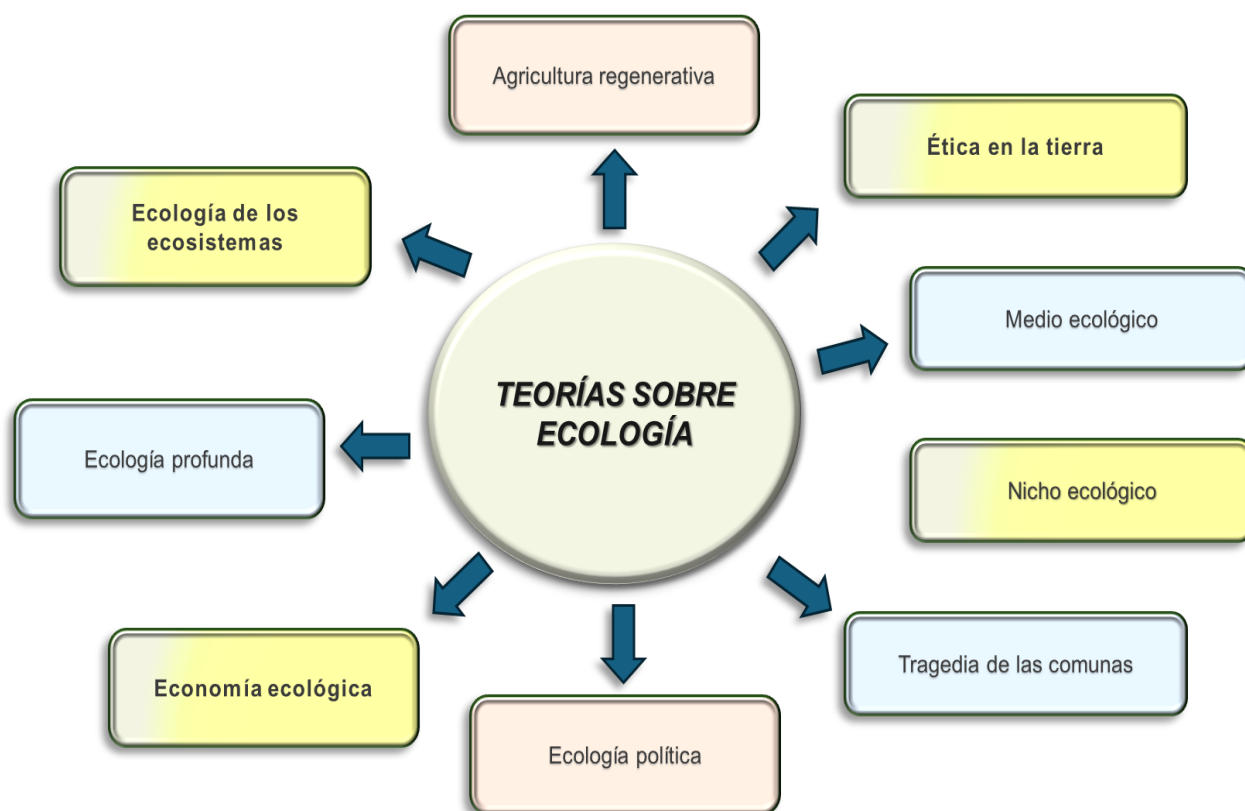 Agricultura regenerativa
Ética en la tierra
Ecología de los
ecosistemas
Medio ecológico
TEORÍAS SOBRE
ECOLOGÍA
Ecología profunda
Nicho ecológico
Tragedia de las comunas
Economía ecológica
Ecología política